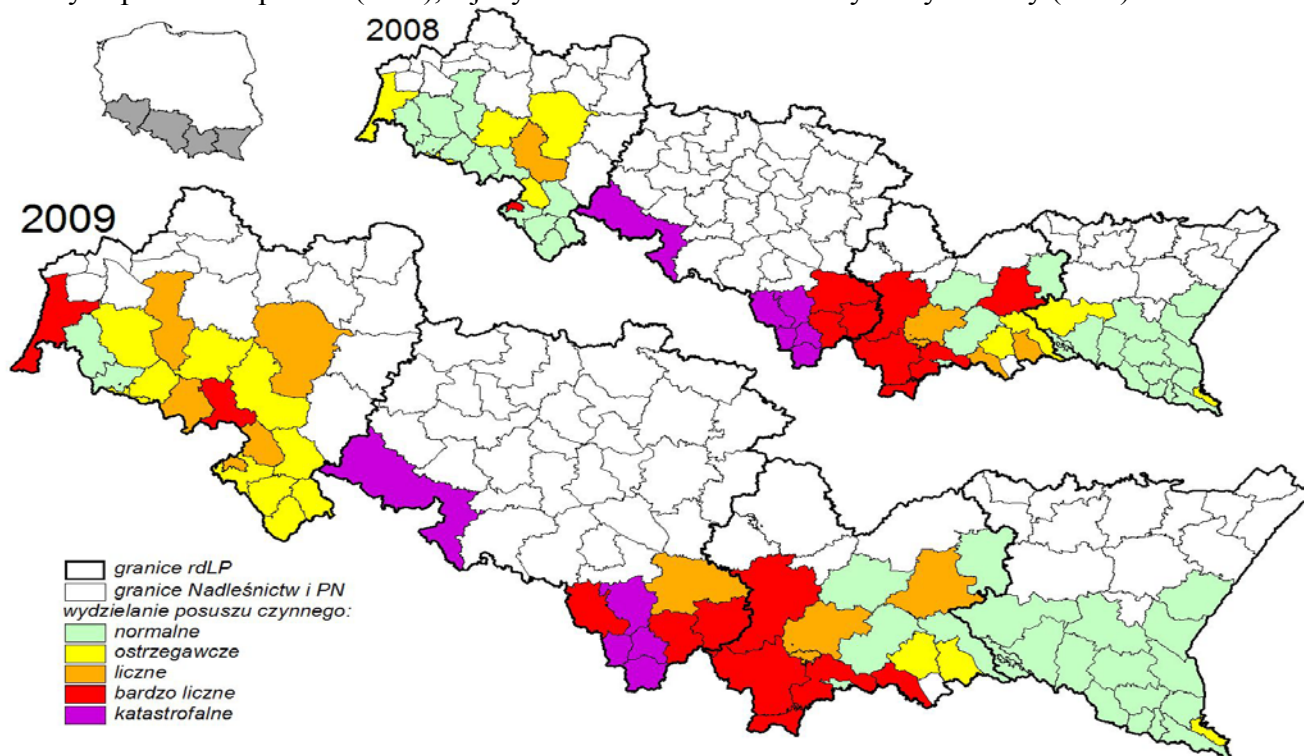 2008
2009
granice rdLP
granice Nadleśnictw i PN
wydzielanie posuszu czynnego:
normalne
ostrzegawcze
liczne
bardzo liczne
katastrofalne